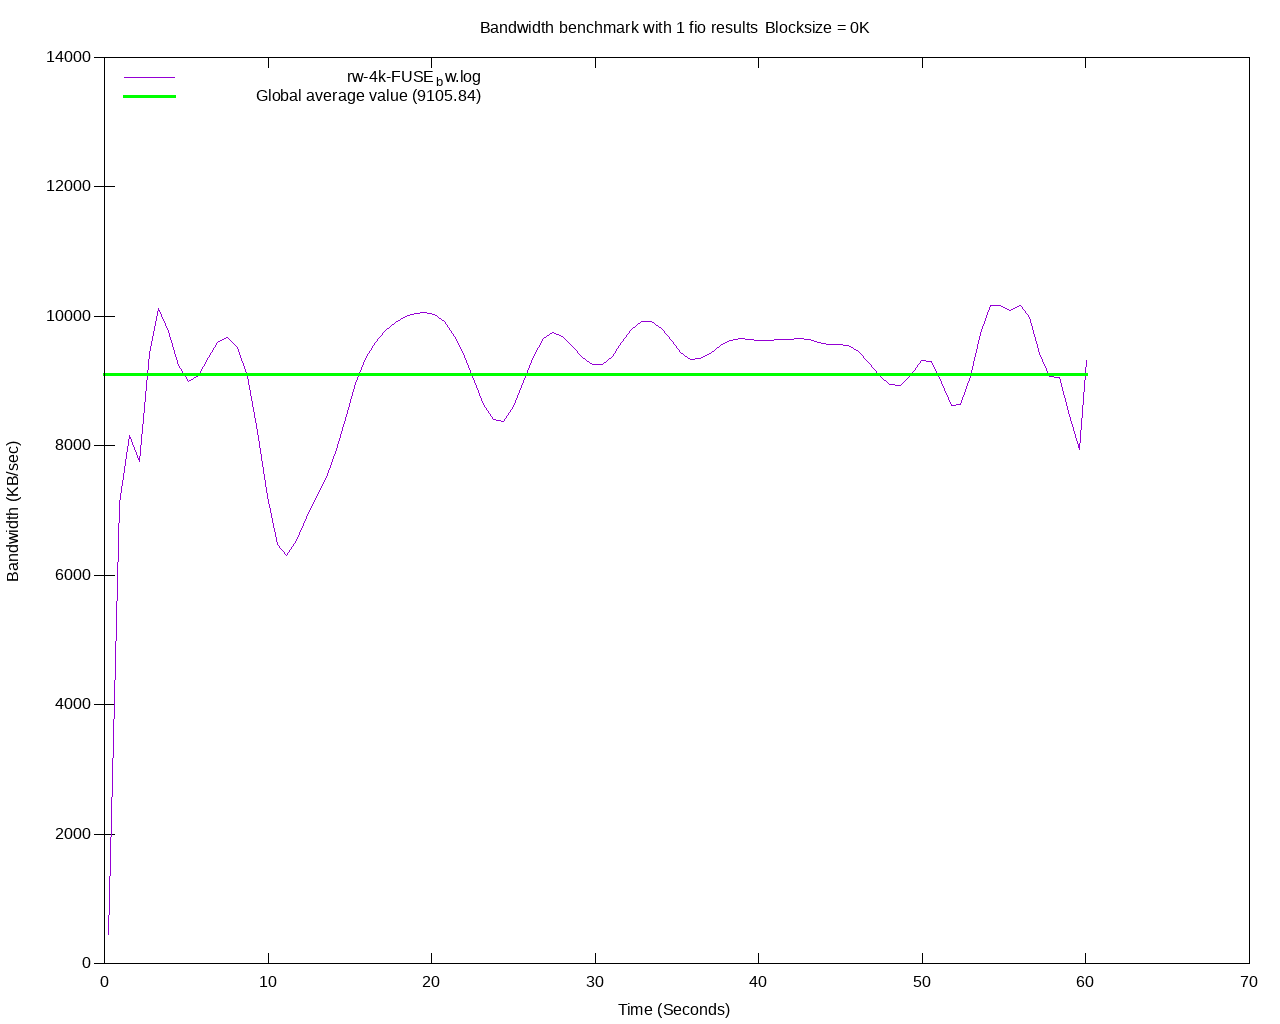 Bandwidth benchmark with 1 fio results Blocksize = 0K
14000
rw-4k-FUSE_bw.log
Global average value (9105.84)
12000
10000
8000
Bandwidth (KB/sec)
6000
4000
2000
0
0 10 20 30 40 50 60 70
Time (Seconds)